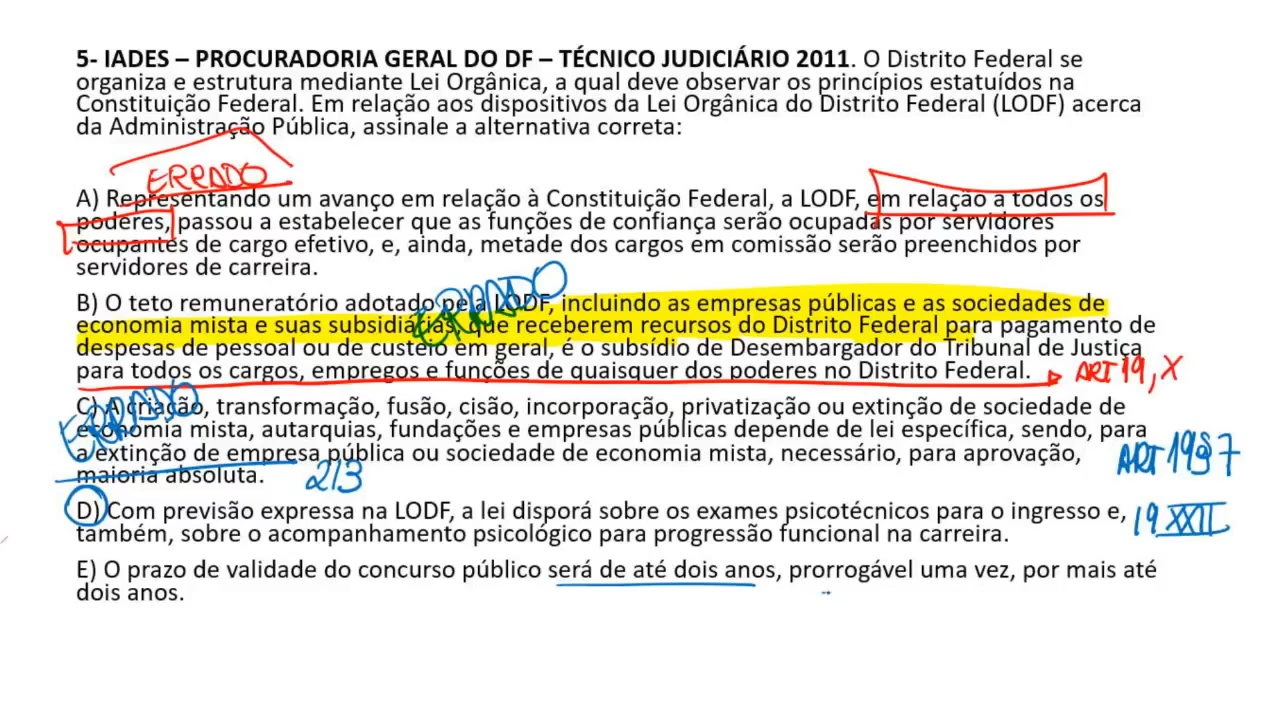 5- IADES – PROCURADORIA GERAL DO DF – TÉCNICO JUDICIÁRIO 2011. O Distrito Federal se
organiza e estrutura mediante Lei Orgânica, a qual deve observar os princípios estatuídos na
Constituição Federal. Em relação aos dispositivos da Lei Orgânica do Distrito Federal (LODF) acerca
da Administração Pública, assinale a alternativa correta:
ERRADO
A) Representando um avanço em relação à Constituição Federal, a LODF, em relação a todos os
poderes, passou a estabelecer que as funções de confiança serão ocupadas por servidores
ocupantes de cargo efetivo, e, ainda, metade dos cargos em comissão serão preenchidos por
servidores de carreira.
ERRADO
B) O teto remuneratório adotado pela LODF, incluindo as empresas públicas e as sociedades de
economia mista e suas subsidiárias, que receberem recursos do Distrito Federal para pagamento de
despesas de pessoal ou de custeio em geral, é o subsídio de Desembargador do Tribunal de Justiça
para todos os cargos, empregos e funções de quaisquer dos poderes no Distrito Federal. ART 19, X
ERRADO
C) A criação, transformação, fusão, cisão, incorporação, privatização ou extinção de sociedade de
economia mista, autarquias, fundações e empresas públicas depende de lei específica, sendo, para
a extinção de empresa pública ou sociedade de economia mista, necessário, para aprovação, ART 19 § 7
maioria absoluta. 2/3
D) Com previsão expressa na LODF, a lei disporá sobre os exames psicotécnicos para o ingresso e, 19 XXII
também, sobre o acompanhamento psicológico para progressão funcional na carreira.
E) O prazo de validade do concurso público será de até dois anos, prorrogável uma vez, por mais até
dois anos.